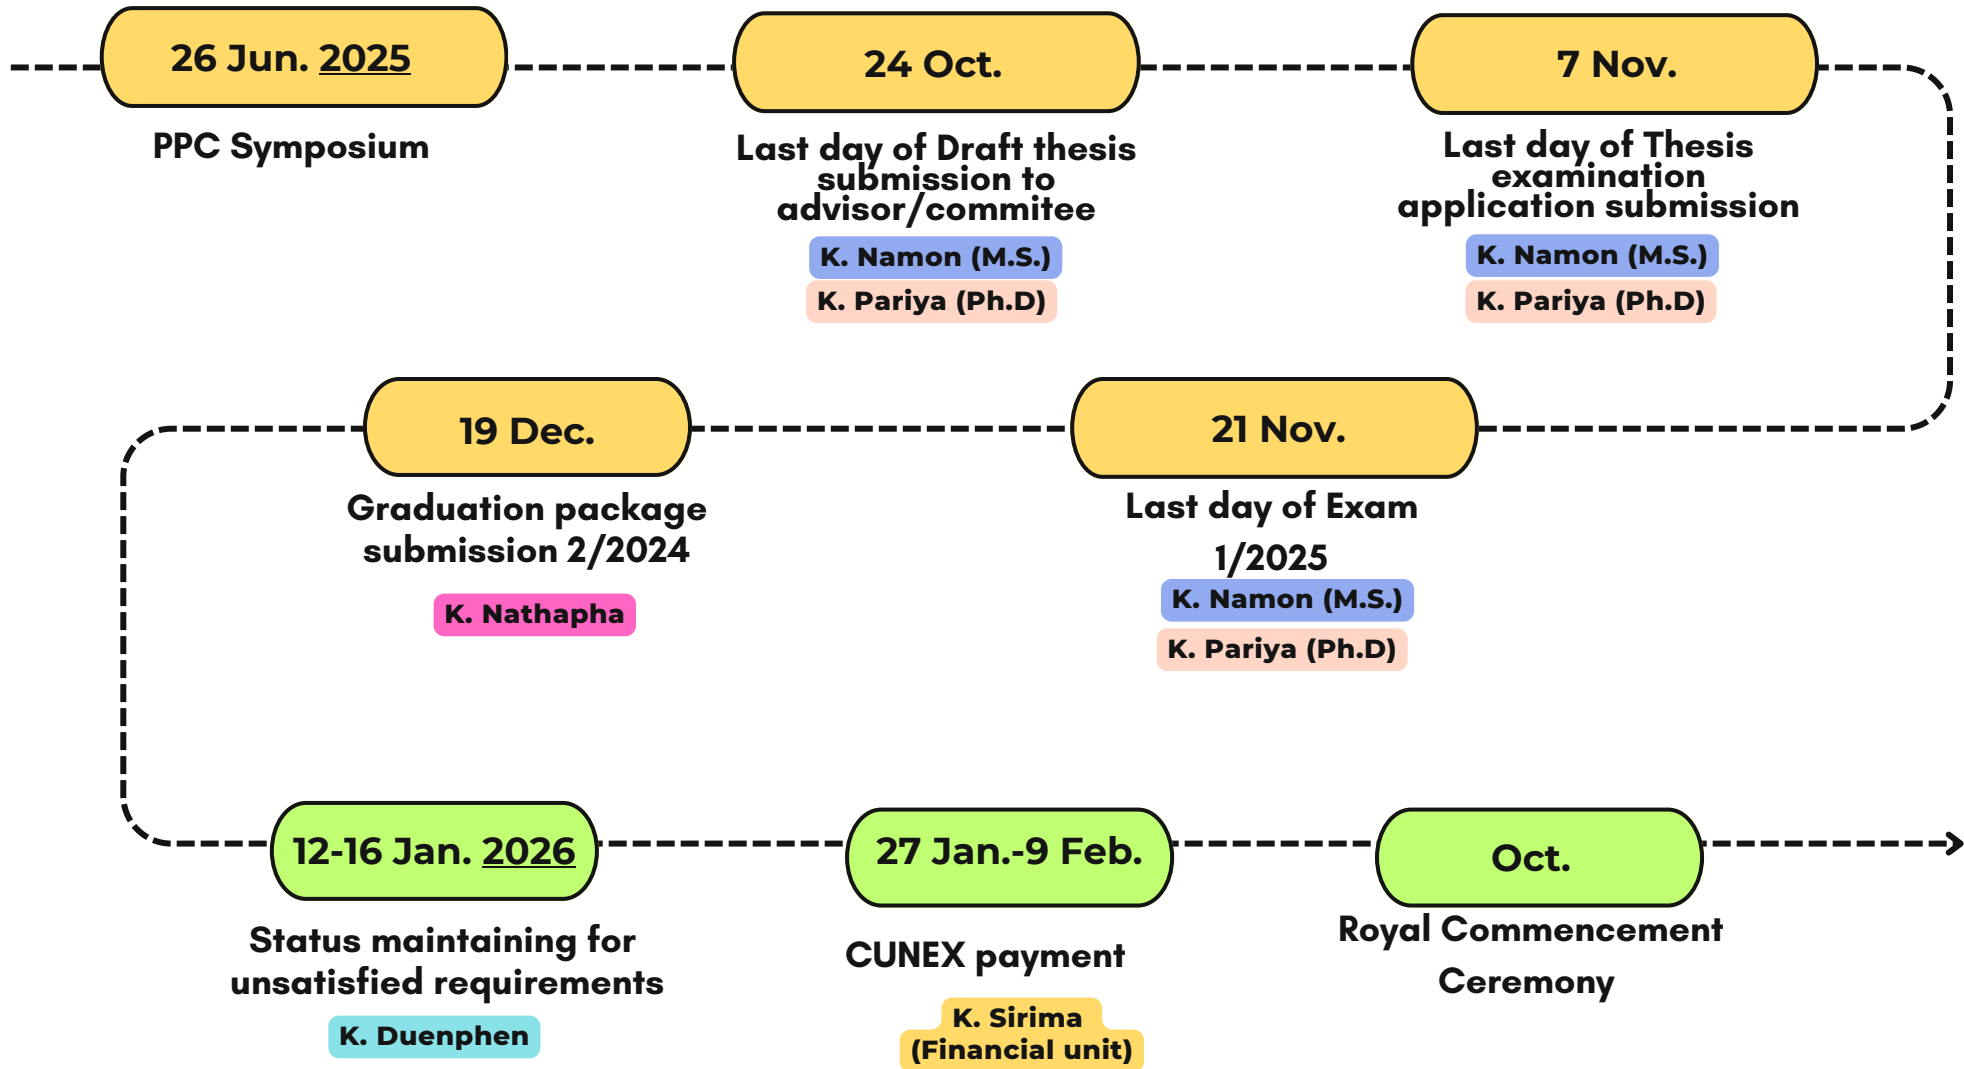 26 Jun. 2025
PPC Symposium
24 Oct.
Last day of Draft thesis
submission to
advisor/commitee
K. Namon (M.S.)
K. Pariya (Ph.D)
7 Nov.
Last day of Thesis
examination
application submission
K. Namon (M.S.)
K. Pariya (Ph.D)
21 Nov.
Last day of Exam
1/2025
K. Namon (M.S.)
K. Pariya (Ph.D)
19 Dec.
Graduation package
submission 2/2024
K. Nathapha
12-16 Jan. 2026
Status maintaining for
unsatisfied requirements
K. Duenphen
27 Jan.-9 Feb.
CUNEX payment
K. Sirima
(Financial unit)
Oct.
Royal Commencement
Ceremony